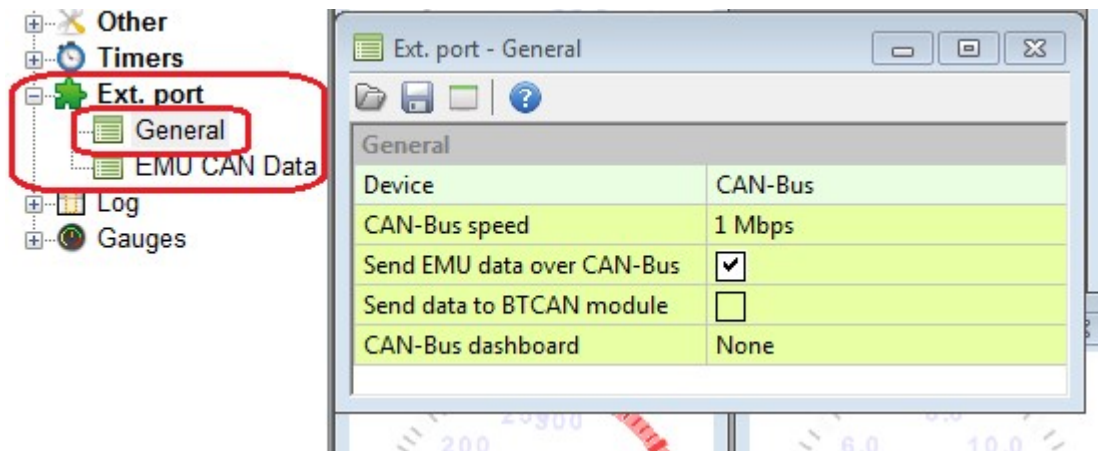 Other
Timers
Ext. port
General
EMU CAN Data
Log
Gauges
Ext. port - General
General
Device CAN-Bus
CAN-Bus speed 1 Mbps
Send EMU data over CAN-Bus
Send data to BTCAN module
CAN-Bus dashboard None
200
6.0 10.0